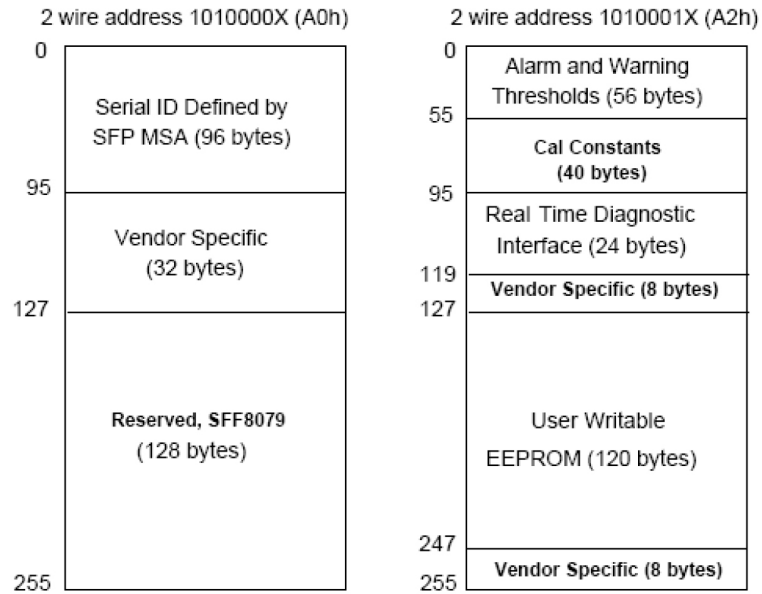 2 wire address 1010000X (A0h)
0
Serial ID Defined by
SFP MSA (96 bytes)
95
Vendor Specific
(32 bytes)
127
Reserved, SFF8079
(128 bytes)
255
2 wire address 1010001X (A2h)
0
Alarm and Warning
Thresholds (56 bytes)
55
Cal Constants
(40 bytes)
95
Real Time Diagnostic
Interface (24 bytes)
119
Vendor Specific (8 bytes)
127
User Writable
EEPROM (120 bytes)
247
Vendor Specific (8 bytes)
255